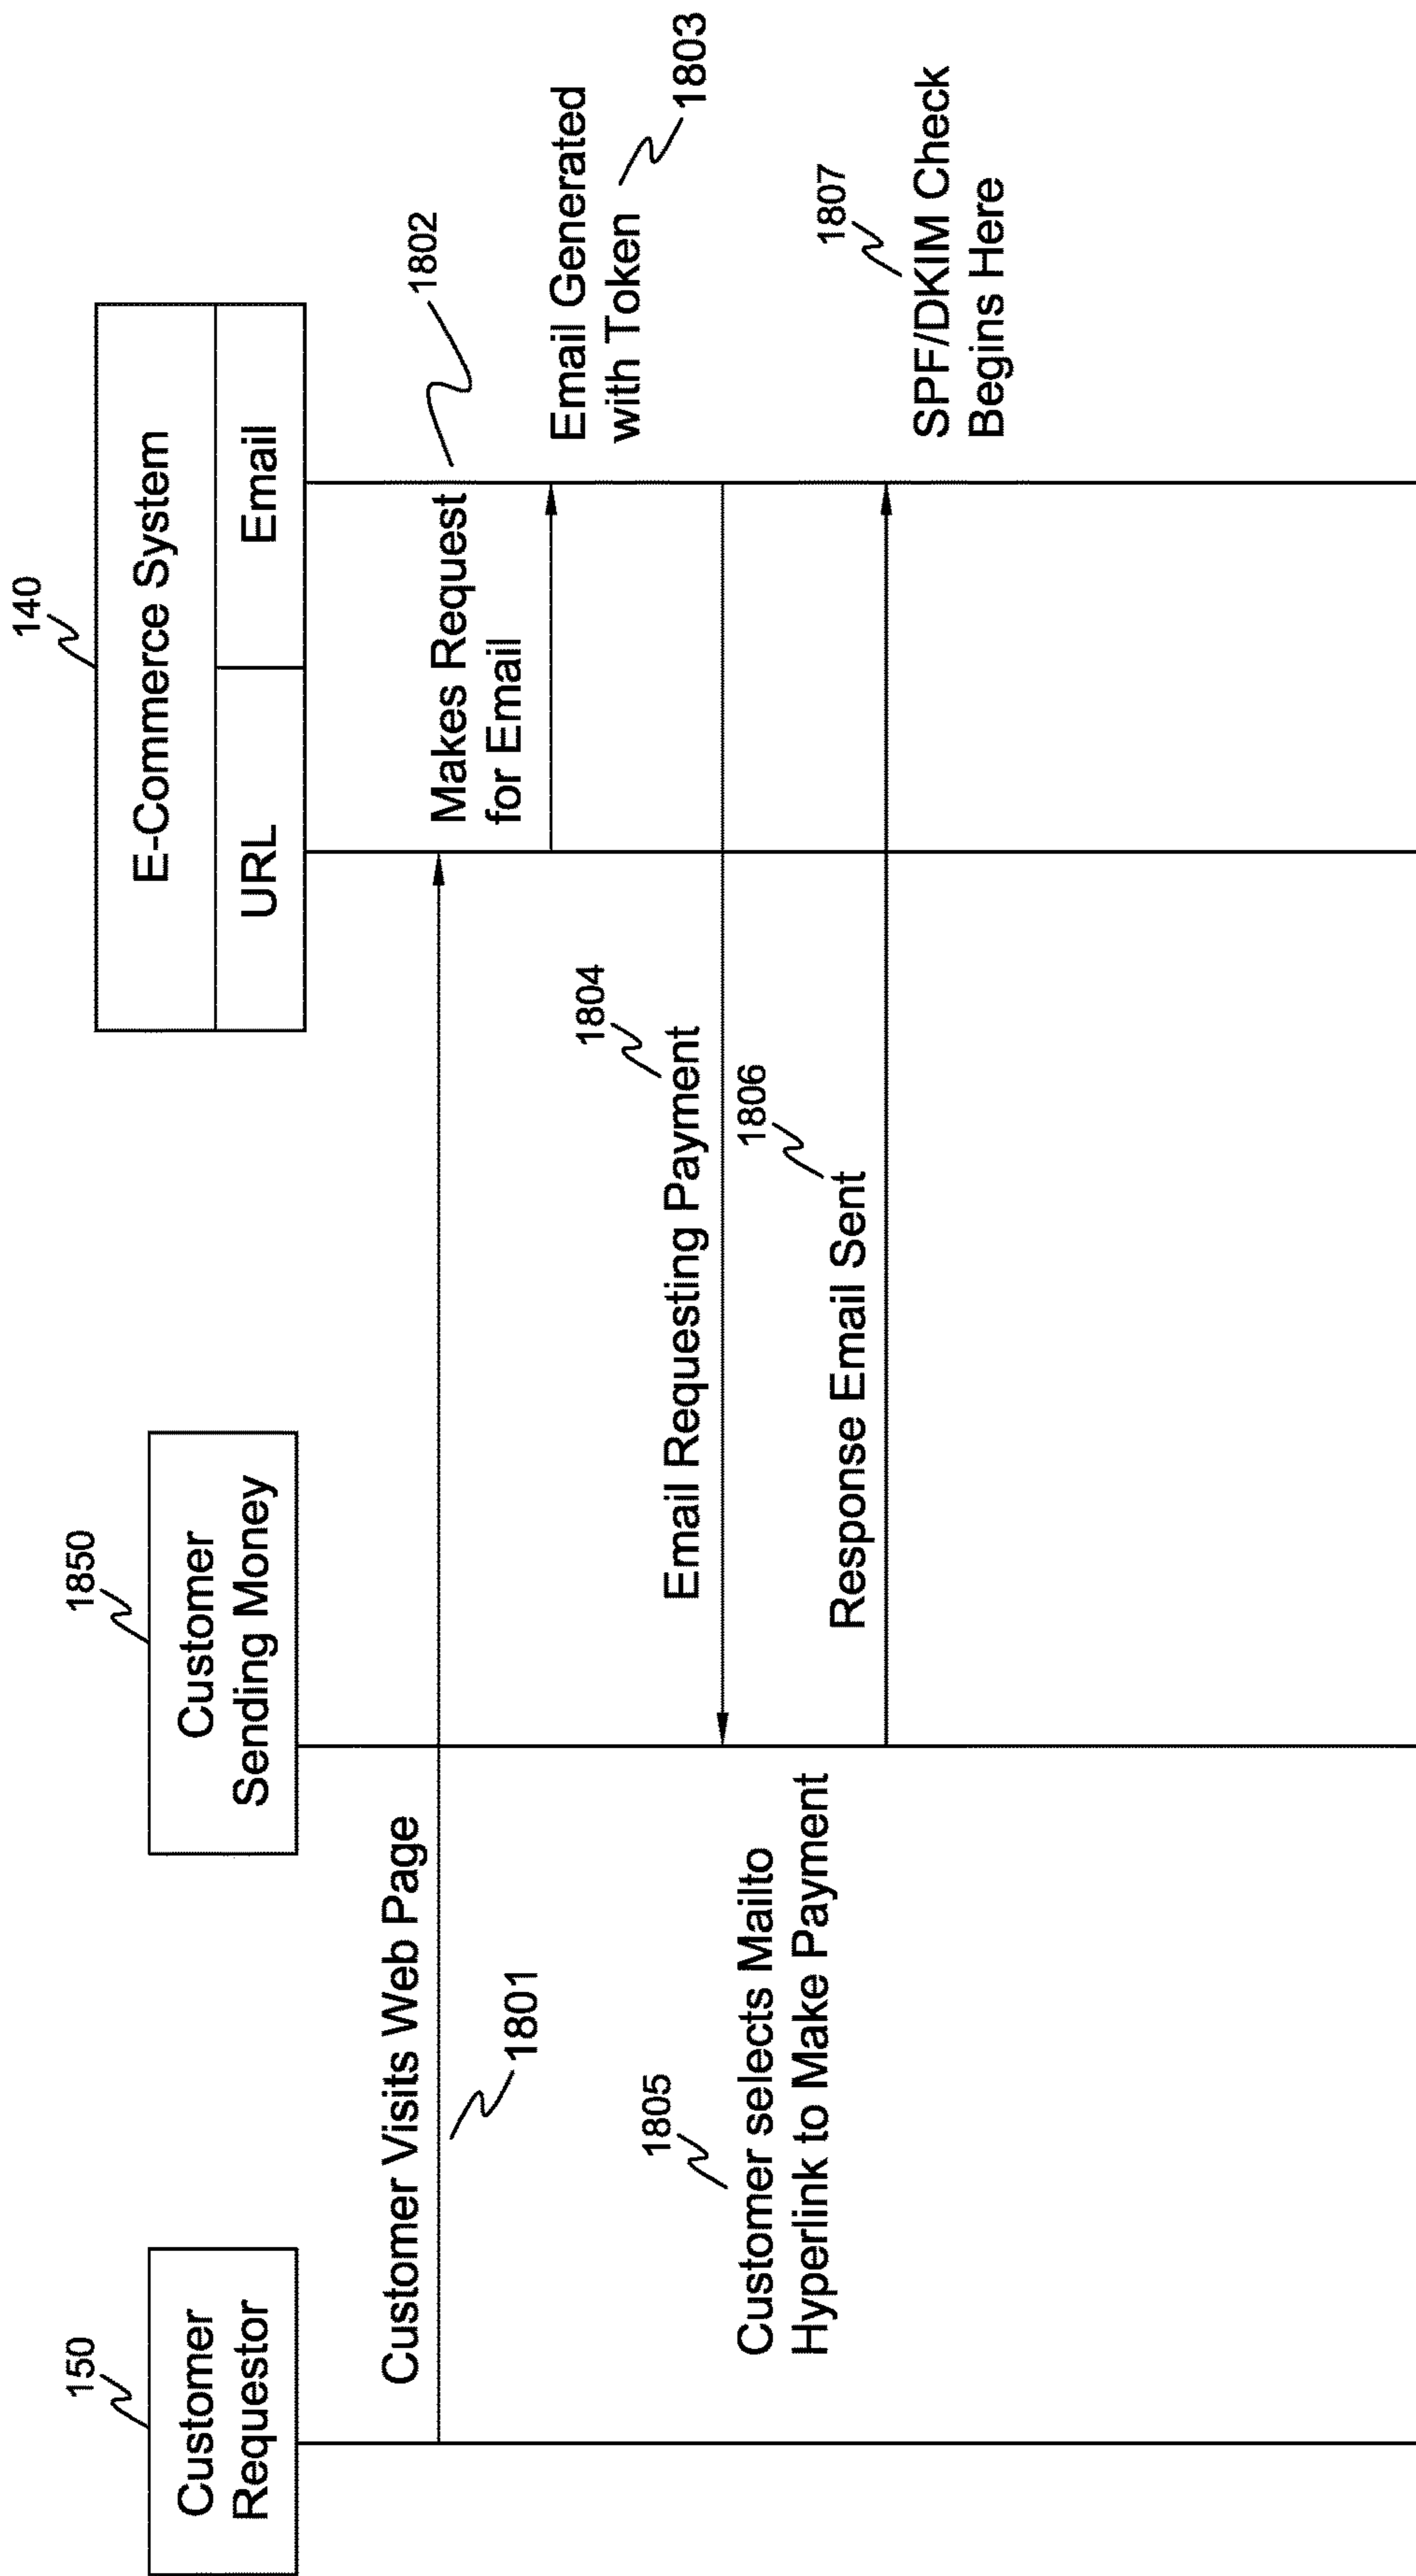 150
Customer
Requestor
1850
Customer
Sending Money
140
E-Commerce System
URL
Email
Customer Visits Web Page
1801
Makes Request
for Email
1802
Email Generated
with Token
1803
Email Requesting Payment
1804
1805
Customer selects Mailto
Hyperlink to Make Payment
Response Email Sent
1806
1807
SPF/DKIM Check
Begins Here